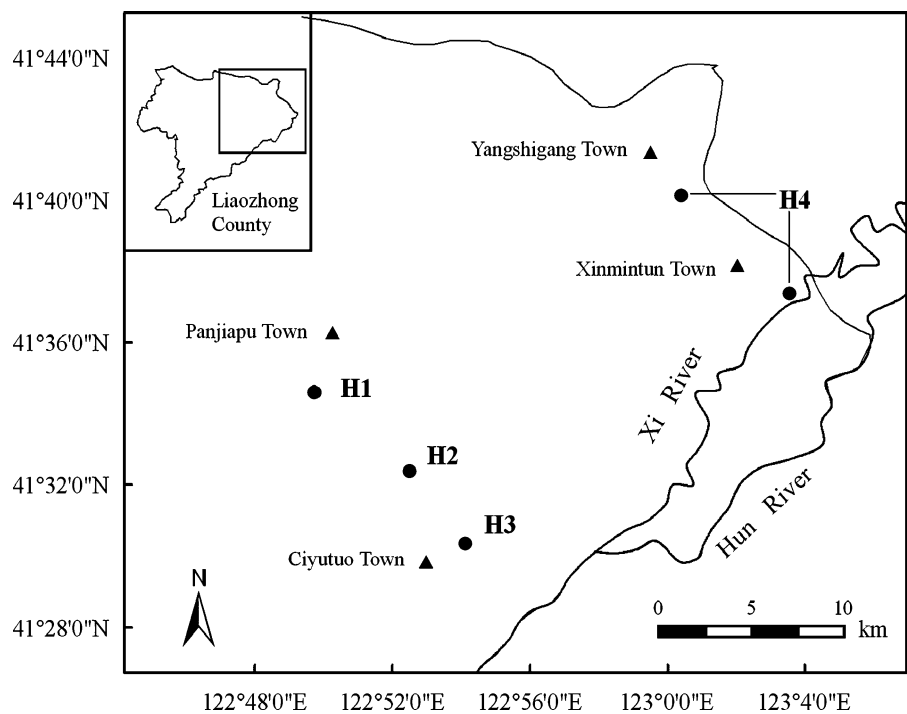 41°44'0"N
Yangshigang Town
41°40'0"N
Liaozhong
County
H4
Xinmintun Town
Panjiapu Town
41°36'0"N
H1
Xi River
H2
41°32'0"N
H3
Hun River
Ciyutuo Town
N
0 5 10
km
41°28'0"N
122°48'0"E 122°52'0"E 122°56'0"E 123°0'0"E 123°4'0"E